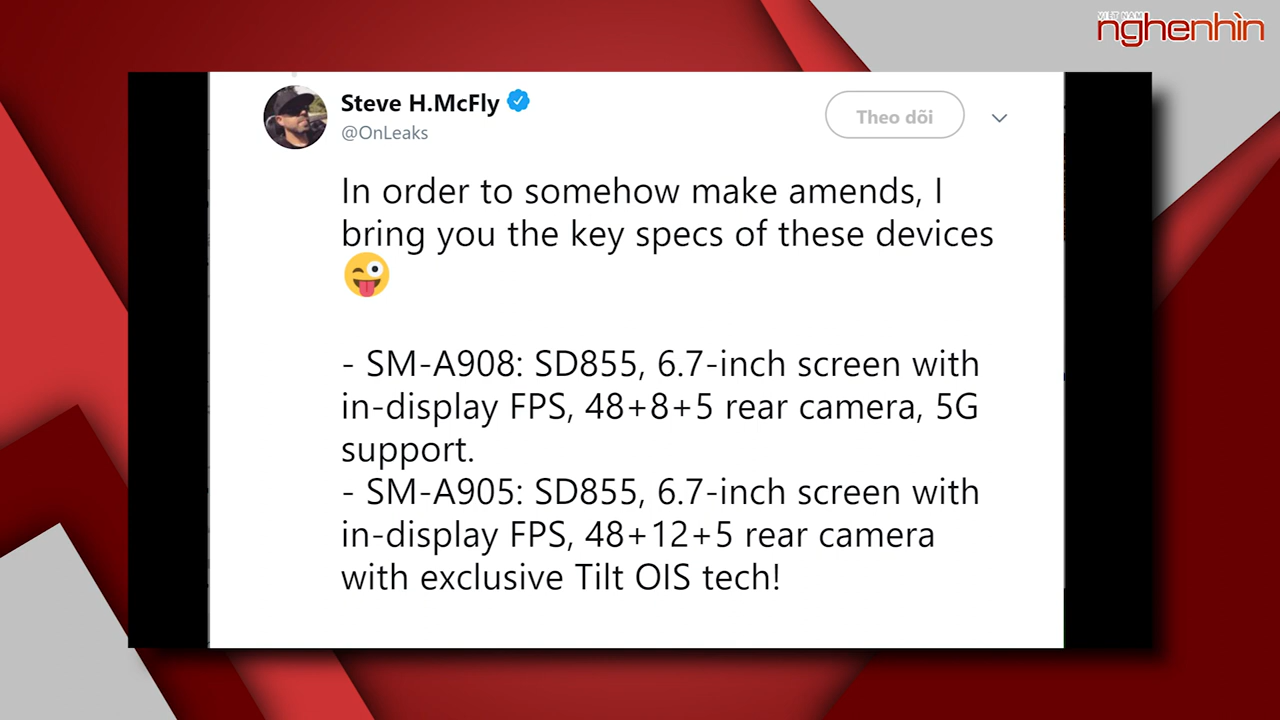 VIỆT NAM
nghenhìn
Steve H.McFly
@OnLeaks
Theo dõi
In order to somehow make amends, I
bring you the key specs of these devices
😜
- SM-A908: SD855, 6.7-inch screen with
in-display FPS, 48+8+5 rear camera, 5G
support.
- SM-A905: SD855, 6.7-inch screen with
in-display FPS, 48+12+5 rear camera
with exclusive Tilt OIS tech!